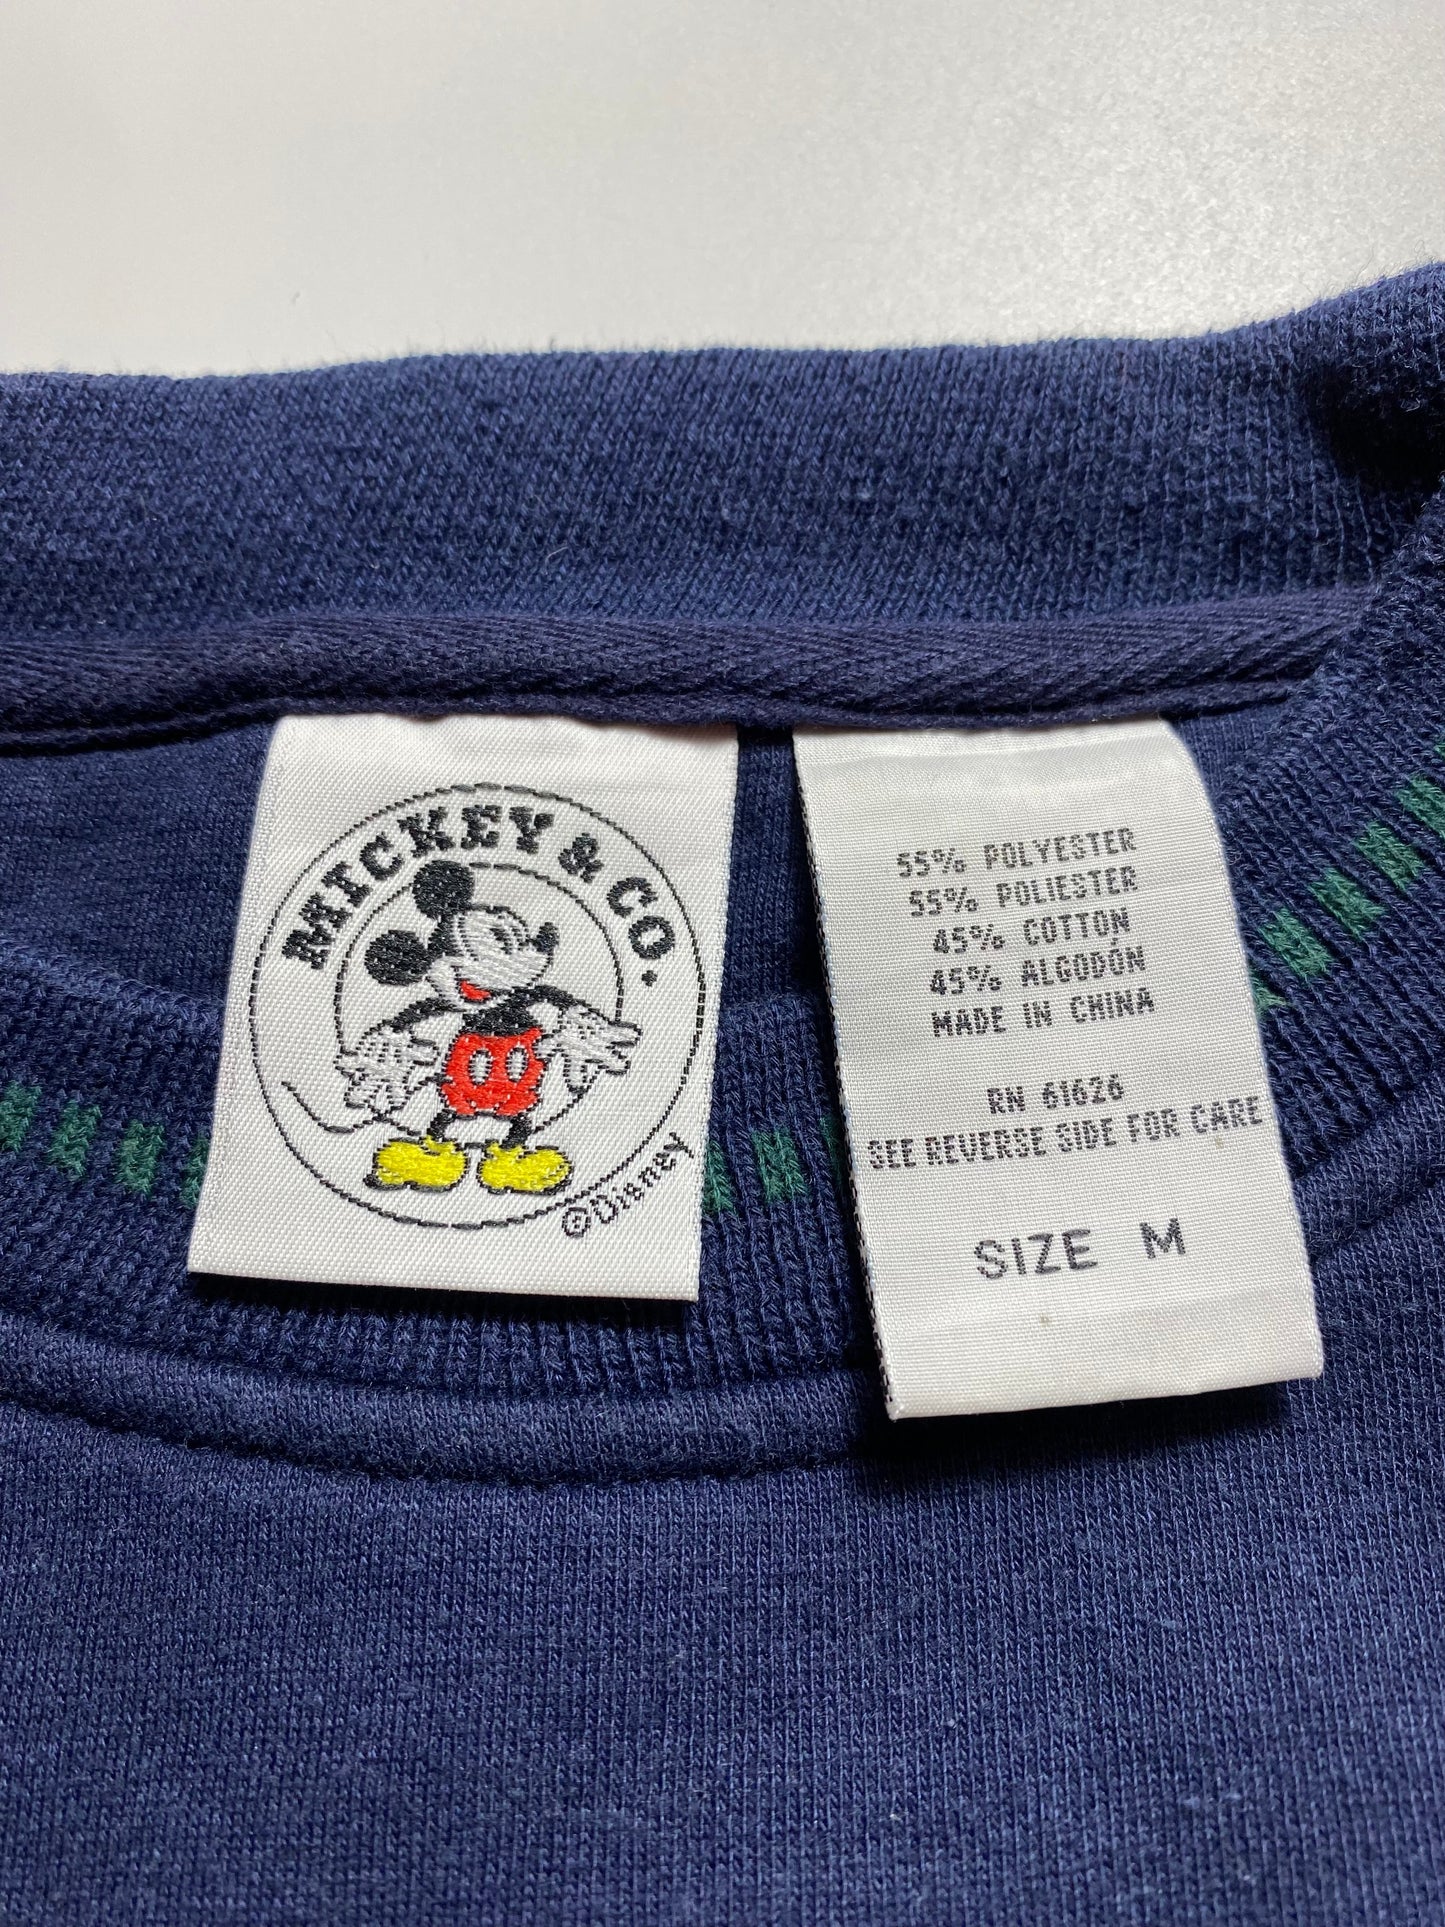 MICKEY & CO.
©Disney
55% POLYESTER
55% POLIESTER
45% COTTON
45% ALGODÓN
MADE IN CHINA
RN 61626
SEE REVERSE SIDE FOR CARE
SIZE M